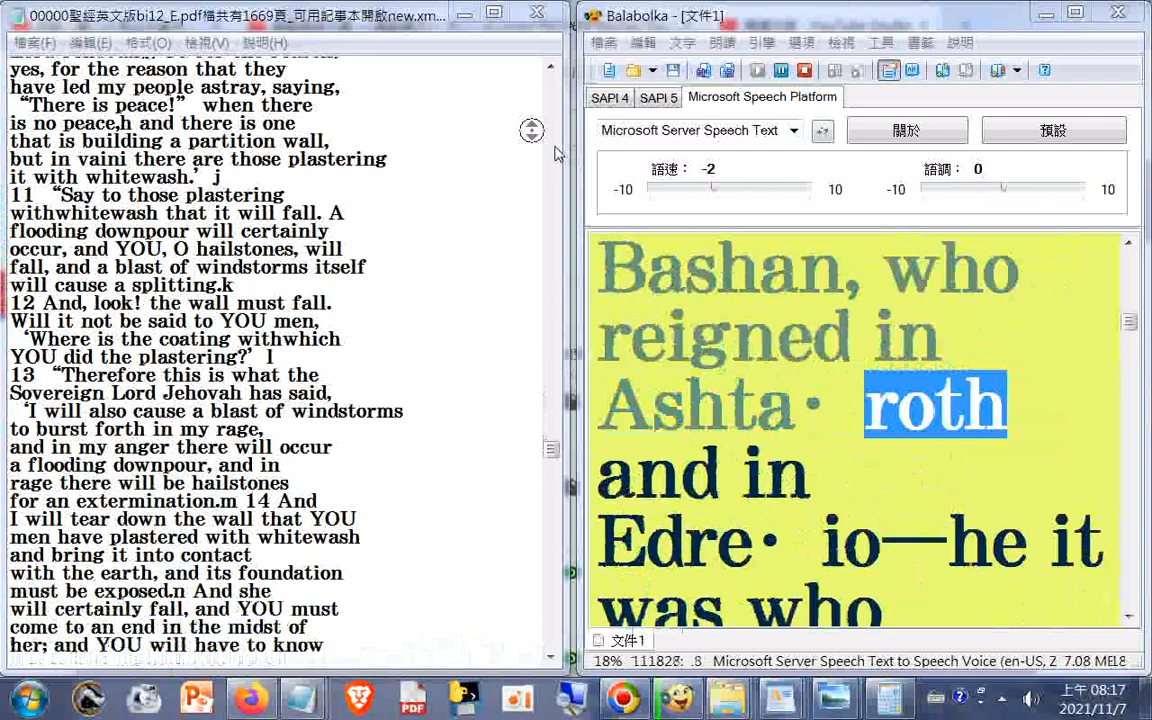 00000聖經英文版bi12_E.pdf檔共有1669頁_可用記事本開啟new.xm...
檔案(F) 編輯(E) 格式(O) 檢視(V) 說明(H)
yes, for the reason that they
have led my people astray, saying,
“There is peace!” when there
is no peace,h and there is one
that is building a partition wall,
but in vaini there are those plastering
it with whitewash.’ j
11 “Say to those plastering
withwhitewash that it will fall. A
flooding downpour will certainly
occur, and YOU, O hailstones, will
fall, and a blast of windstorms itself
will cause a splitting.k
12 And, look! the wall must fall.
Will it not be said to YOU men,
‘Where is the coating withwhich
YOU did the plastering?’ l
13 “Therefore this is what the
Sovereign Lord Jehovah has said,
‘I will also cause a blast of windstorms
to burst forth in my rage,
and in my anger there will occur
a flooding downpour, and in
rage there will be hailstones
for an extermination.m 14 And
I will tear down the wall that YOU
men have plastered with whitewash
and bring it into contact
with the earth, and its foundation
must be exposed.n And she
will certainly fall, and YOU must
come to an end in the midst of
her; and YOU will have to know
Balabolka - [文件1]
檔案 編輯 文字 朗讀 引擎 選項 檢視 工具 書籤 說明
SAPI 4 SAPI 5 Microsoft Speech Platform
Microsoft Server Speech Text 關於 預設
語速： -2 語調： 0
-10 10 -10 10
Bashan, who
reigned in
Ashta· roth
and in
Edre· io—he it
was who
文件1
18% 111828: .8 Microsoft Server Speech Text to Speech Voice (en-US, Z 7.08 ME
PDF
上午 08:17
2021/11/7